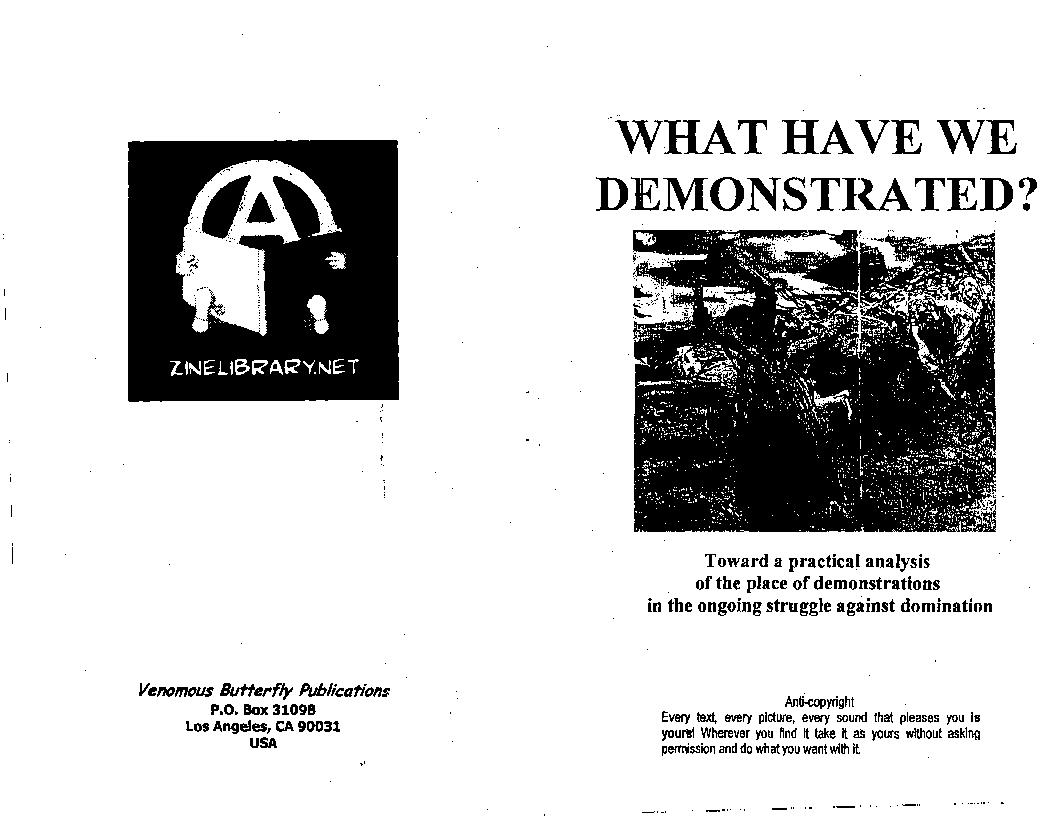 ZINELIBRARY.NET
Venomous Butterfly Publications
P.O. Box 31098
Los Angeles, CA 90031
USA
WHAT HAVE WE
DEMONSTRATED?
Toward a practical analysis
of the place of demonstrations
in the ongoing struggle against domination
Anti-copyright
Every text, every picture, every sound that pleases you is
yours! Wherever you find it take it as yours without asking
permission and do what you want with it.